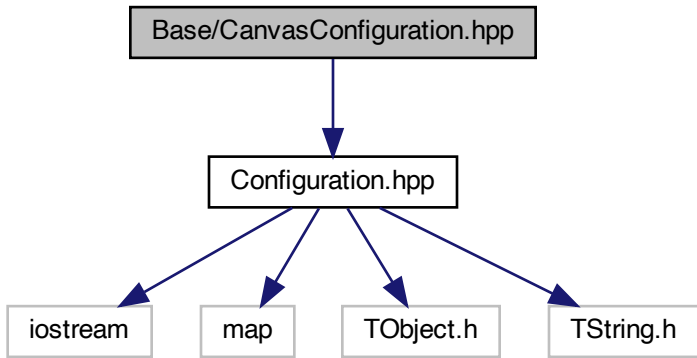 Base/CanvasConfiguration.hpp
Configuration.hpp
iostream
map
TObject.h
TString.h